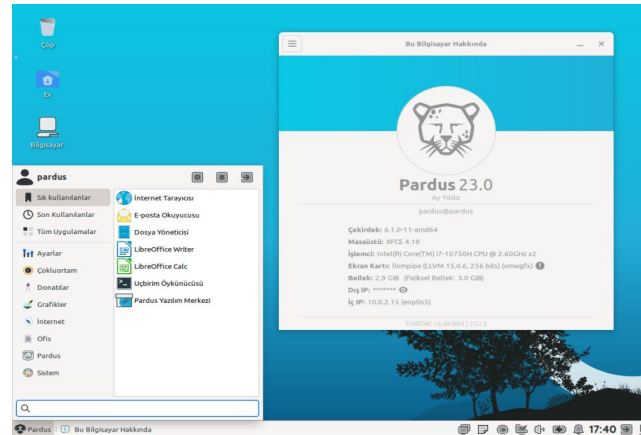 Çöp
Ev
Bilgisayar
Bu Bilgisayar Hakkında
Pardus 23.0
Ay Yıldız
pardus@pardus
Çekirdek: 6.1.0-11-amd64
Masaüstü: XFCE 4.18
İşlemci: Intel(R) Core(TM) i7-10750H CPU @ 2.60GHz x2
Ekran Kartı: llvmpipe (LLVM 15.0.6, 256 bits) (vmwgfx)
Bellek: 2.9 GiB (Fiziksel Bellek: 3.0 GiB)
Dış IP: *******
İç IP: 10.0.2.15 (enp0s3)
TÜBİTAK ULAKBİM | 2023
pardus
Sık kullanılanlar
Son Kullanılanlar
Tüm Uygulamalar
Ayarlar
Çokluortam
Donatılar
Grafikler
İnternet
Ofis
Pardus
Sistem
İnternet Tarayıcısı
E-posta Okuyucusu
Dosya Yöneticisi
LibreOffice Writer
LibreOffice Calc
Uçbirim Öykünücüsü
Pardus Yazılım Merkezi
Pardus
Bu Bilgisayar Hakkında
17:40